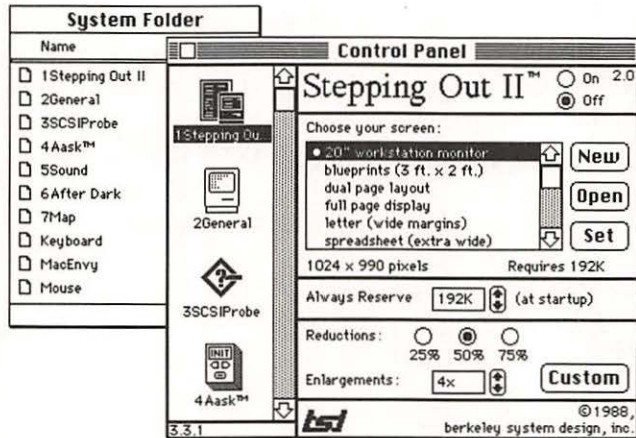 System Folder
Name
1Stepping Out II
2General
3SCSIProbe
4Aask™
5Sound
6After Dark
7Map
Keyboard
MacEnvy
Mouse
Control Panel
1Stepping Ou...
2General
3SCSIProbe
INIT
4Aask™
3.3.1
Stepping Out II™
On
Off
2.0
Choose your screen:
• 20" workstation monitor
blueprints (3 ft. x 2 ft.)
dual page layout
full page display
letter (wide margins)
spreadsheet (extra wide)
New
Open
Set
1024 x 990 pixels
Requires 192K
Always Reserve 192K (at startup)
Reductions:
25% 50% 75%
Enlargements: 4x
Custom
bsd
©1988,
berkeley system design, inc.